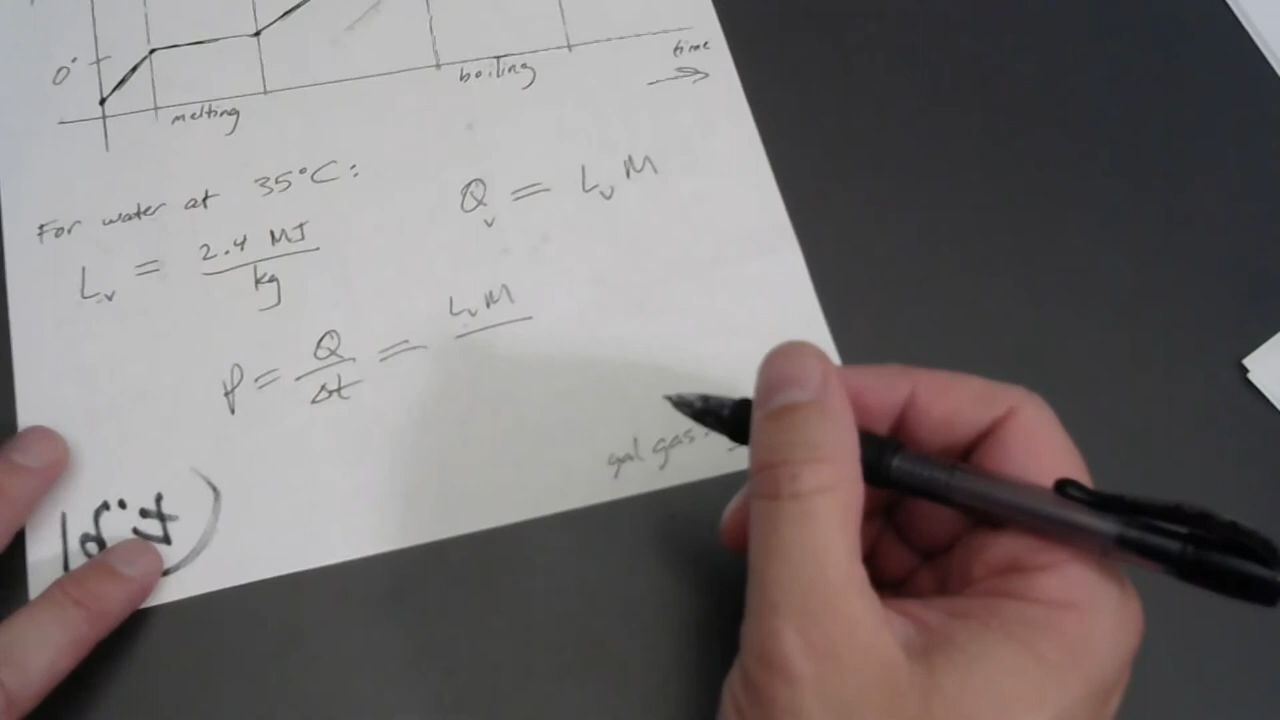 0°
time
boiling
melting
For water at 35°C:
Q_v = L_v M
L_v = 2.4 MJ / kg
P = Q / Δt = L_v M
gal gas